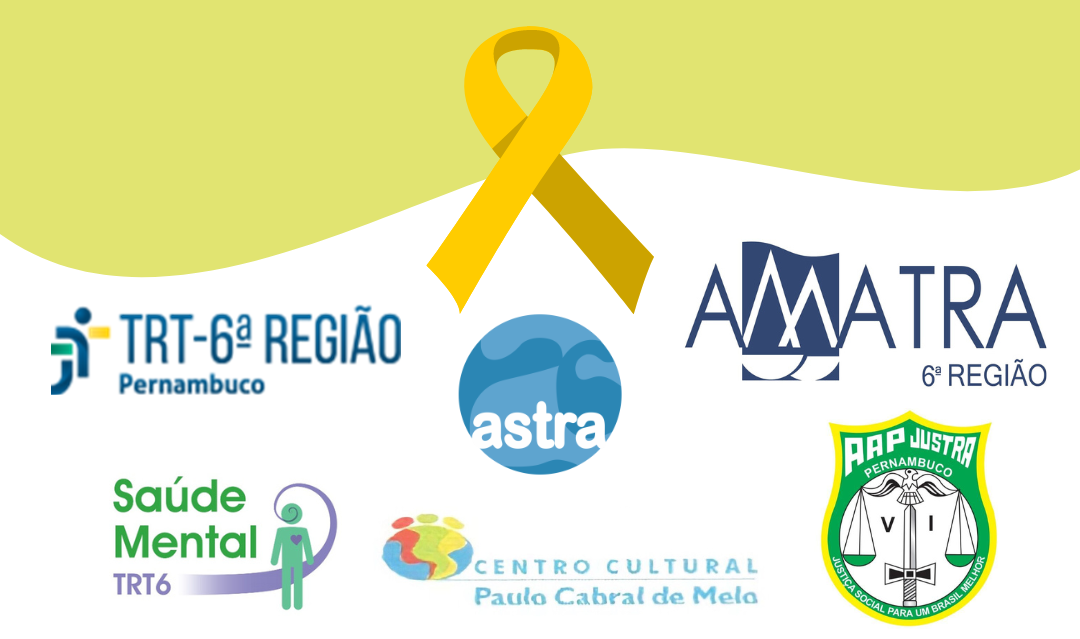 TRT-6ª REGIÃO
Pernambuco
astra
AMATRA
6ª REGIÃO
Saúde
Mental
TRT6
CENTRO CULTURAL
Paulo Cabral de Melo
AAP JUSTRA
PERNAMBUCO
V I
JUSTIÇA SOCIAL PARA UM BRASIL MELHOR